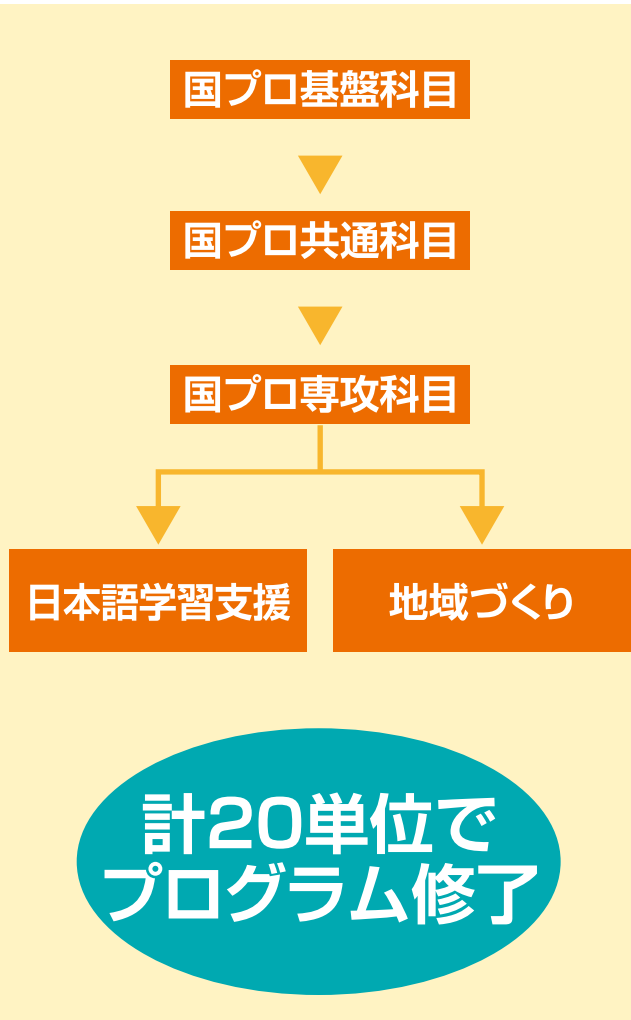 国プロ基盤科目
国プロ共通科目
国プロ専攻科目
日本語学習支援
地域づくり
計20単位で
プログラム修了